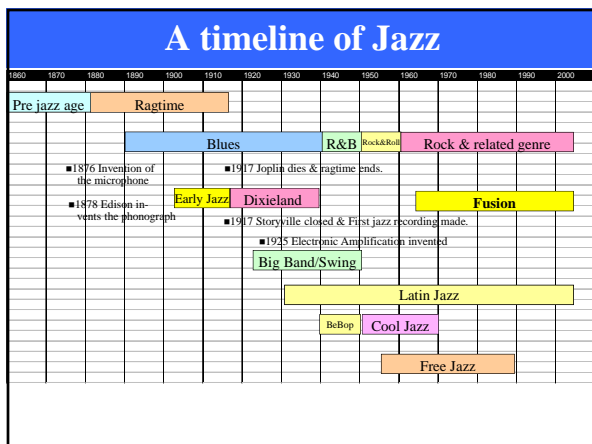 A timeline of Jazz
1860 1870 1880 1890 1900 1910 1920 1930 1940 1950 1960 1970 1980 1990 2000
Pre jazz age Ragtime
Blues R&B Rock&Roll Rock & related genre
■1876 Invention of
the microphone
■1917 Joplin dies & ragtime ends.
■1878 Edison in-
vents the phonograph
Early Jazz Dixieland Fusion
■1917 Storyville closed & First jazz recording made.
■1925 Electronic Amplification invented
Big Band/Swing
Latin Jazz
BeBop Cool Jazz
Free Jazz